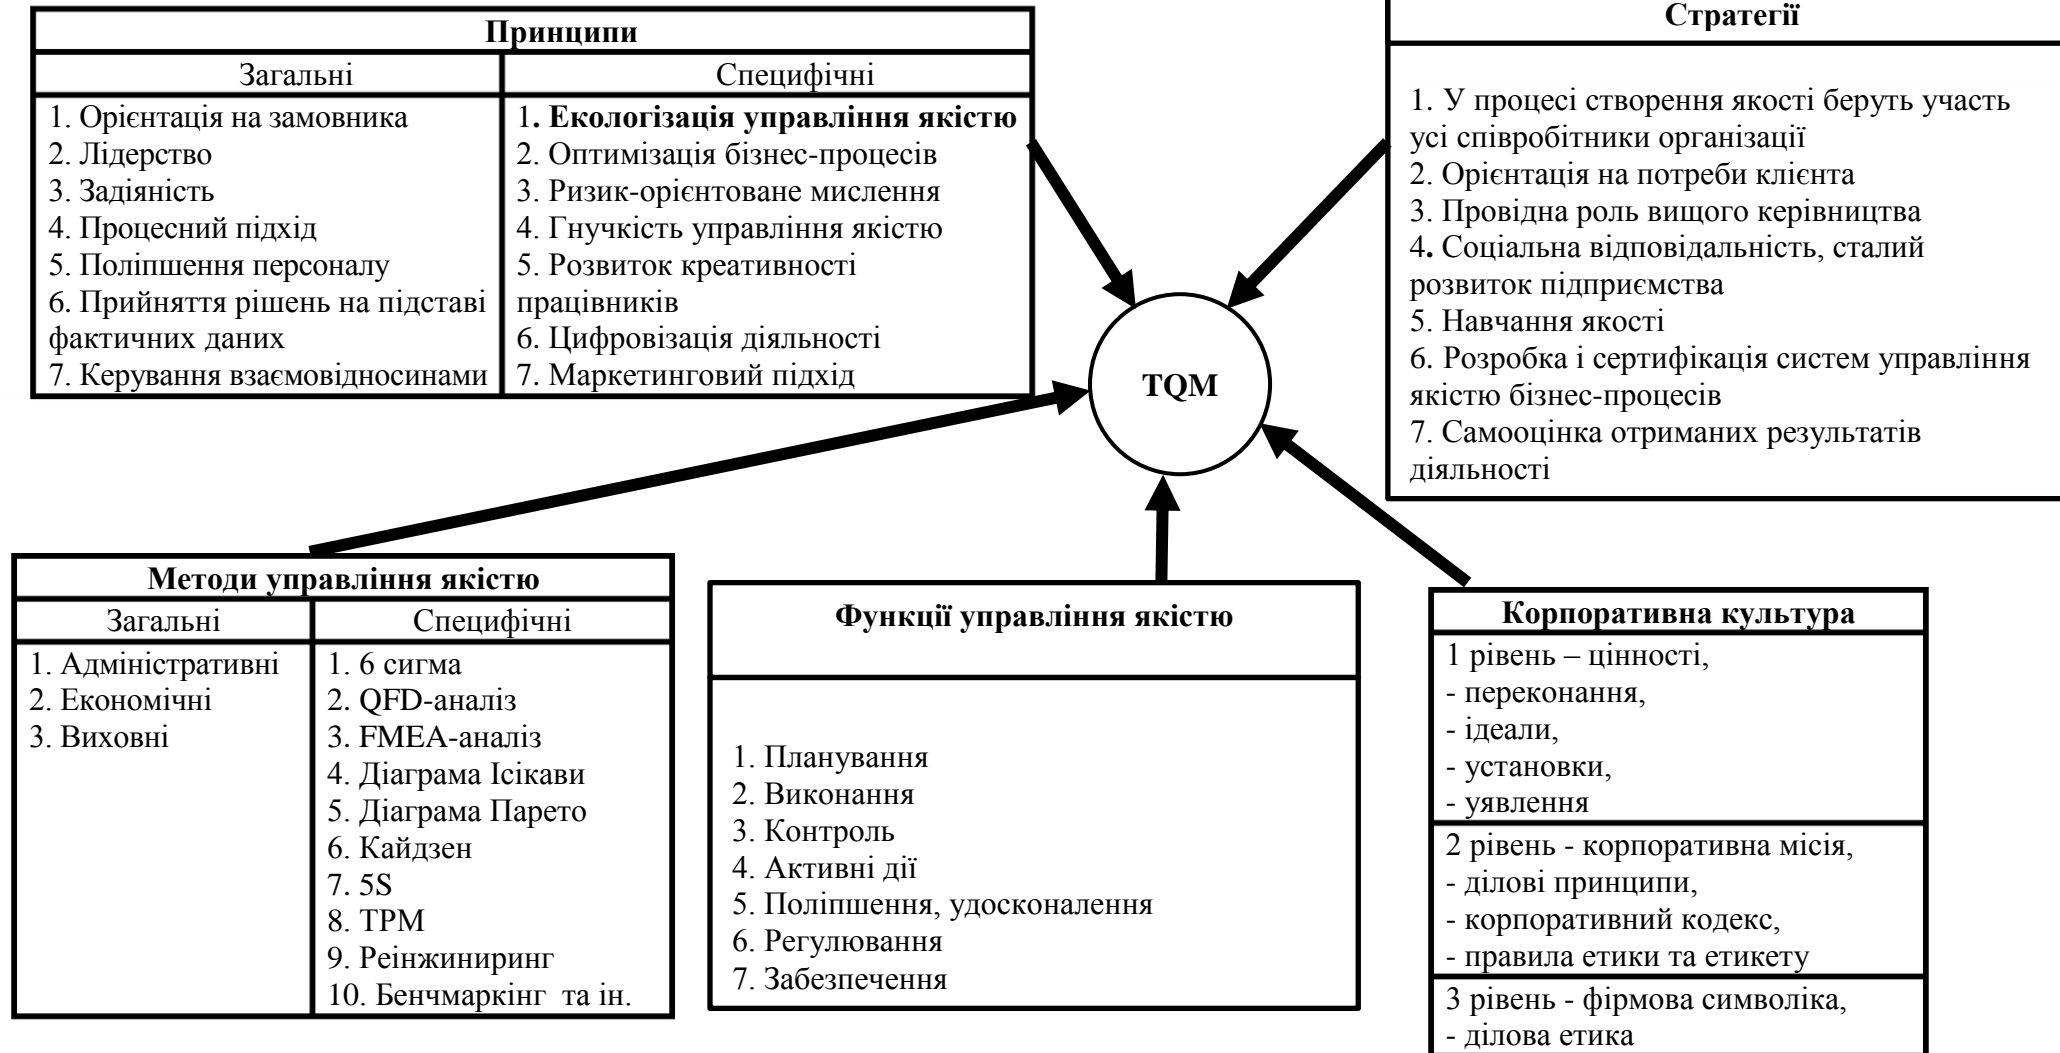 Принципи
Загальні
1. Орієнтація на замовника
2. Лідерство
3. Задіяність
4. Процесний підхід
5. Поліпшення персоналу
6. Прийняття рішень на підставі
фактичних даних
7. Керування взаємовідносинами
Специфічні
1. Екологізація управління якістю
2. Оптимізація бізнес-процесів
3. Ризик-орієнтоване мислення
4. Гнучкість управління якістю
5. Розвиток креативності
працівників
6. Цифровізація діяльності
7. Маркетинговий підхід
Стратегії
1. У процесі створення якості беруть участь
усі співробітники організації
2. Орієнтація на потреби клієнта
3. Провідна роль вищого керівництва
4. Соціальна відповідальність, сталий
розвиток підприємства
5. Навчання якості
6. Розробка і сертифікація систем управління
якістю бізнес-процесів
7. Самооцінка отриманих результатів
діяльності
TQM
Методи управління якістю
Загальні
1. Адміністративні
2. Економічні
3. Виховні
Специфічні
1. 6 сигма
2. QFD-аналіз
3. FMEA-аналіз
4. Діаграма Ісікави
5. Діаграма Парето
6. Кайдзен
7. 5S
8. TPM
9. Реінжиниринг
10. Бенчмаркінг та ін.
Функції управління якістю
1. Планування
2. Виконання
3. Контроль
4. Активні дії
5. Поліпшення, удосконалення
6. Регулювання
7. Забезпечення
Корпоративна культура
1 рівень – цінності,
- переконання,
- ідеали,
- установки,
- уявлення
2 рівень - корпоративна місія,
- ділові принципи,
- корпоративний кодекс,
- правила етики та етикету
3 рівень - фірмова символіка,
- ділова етика